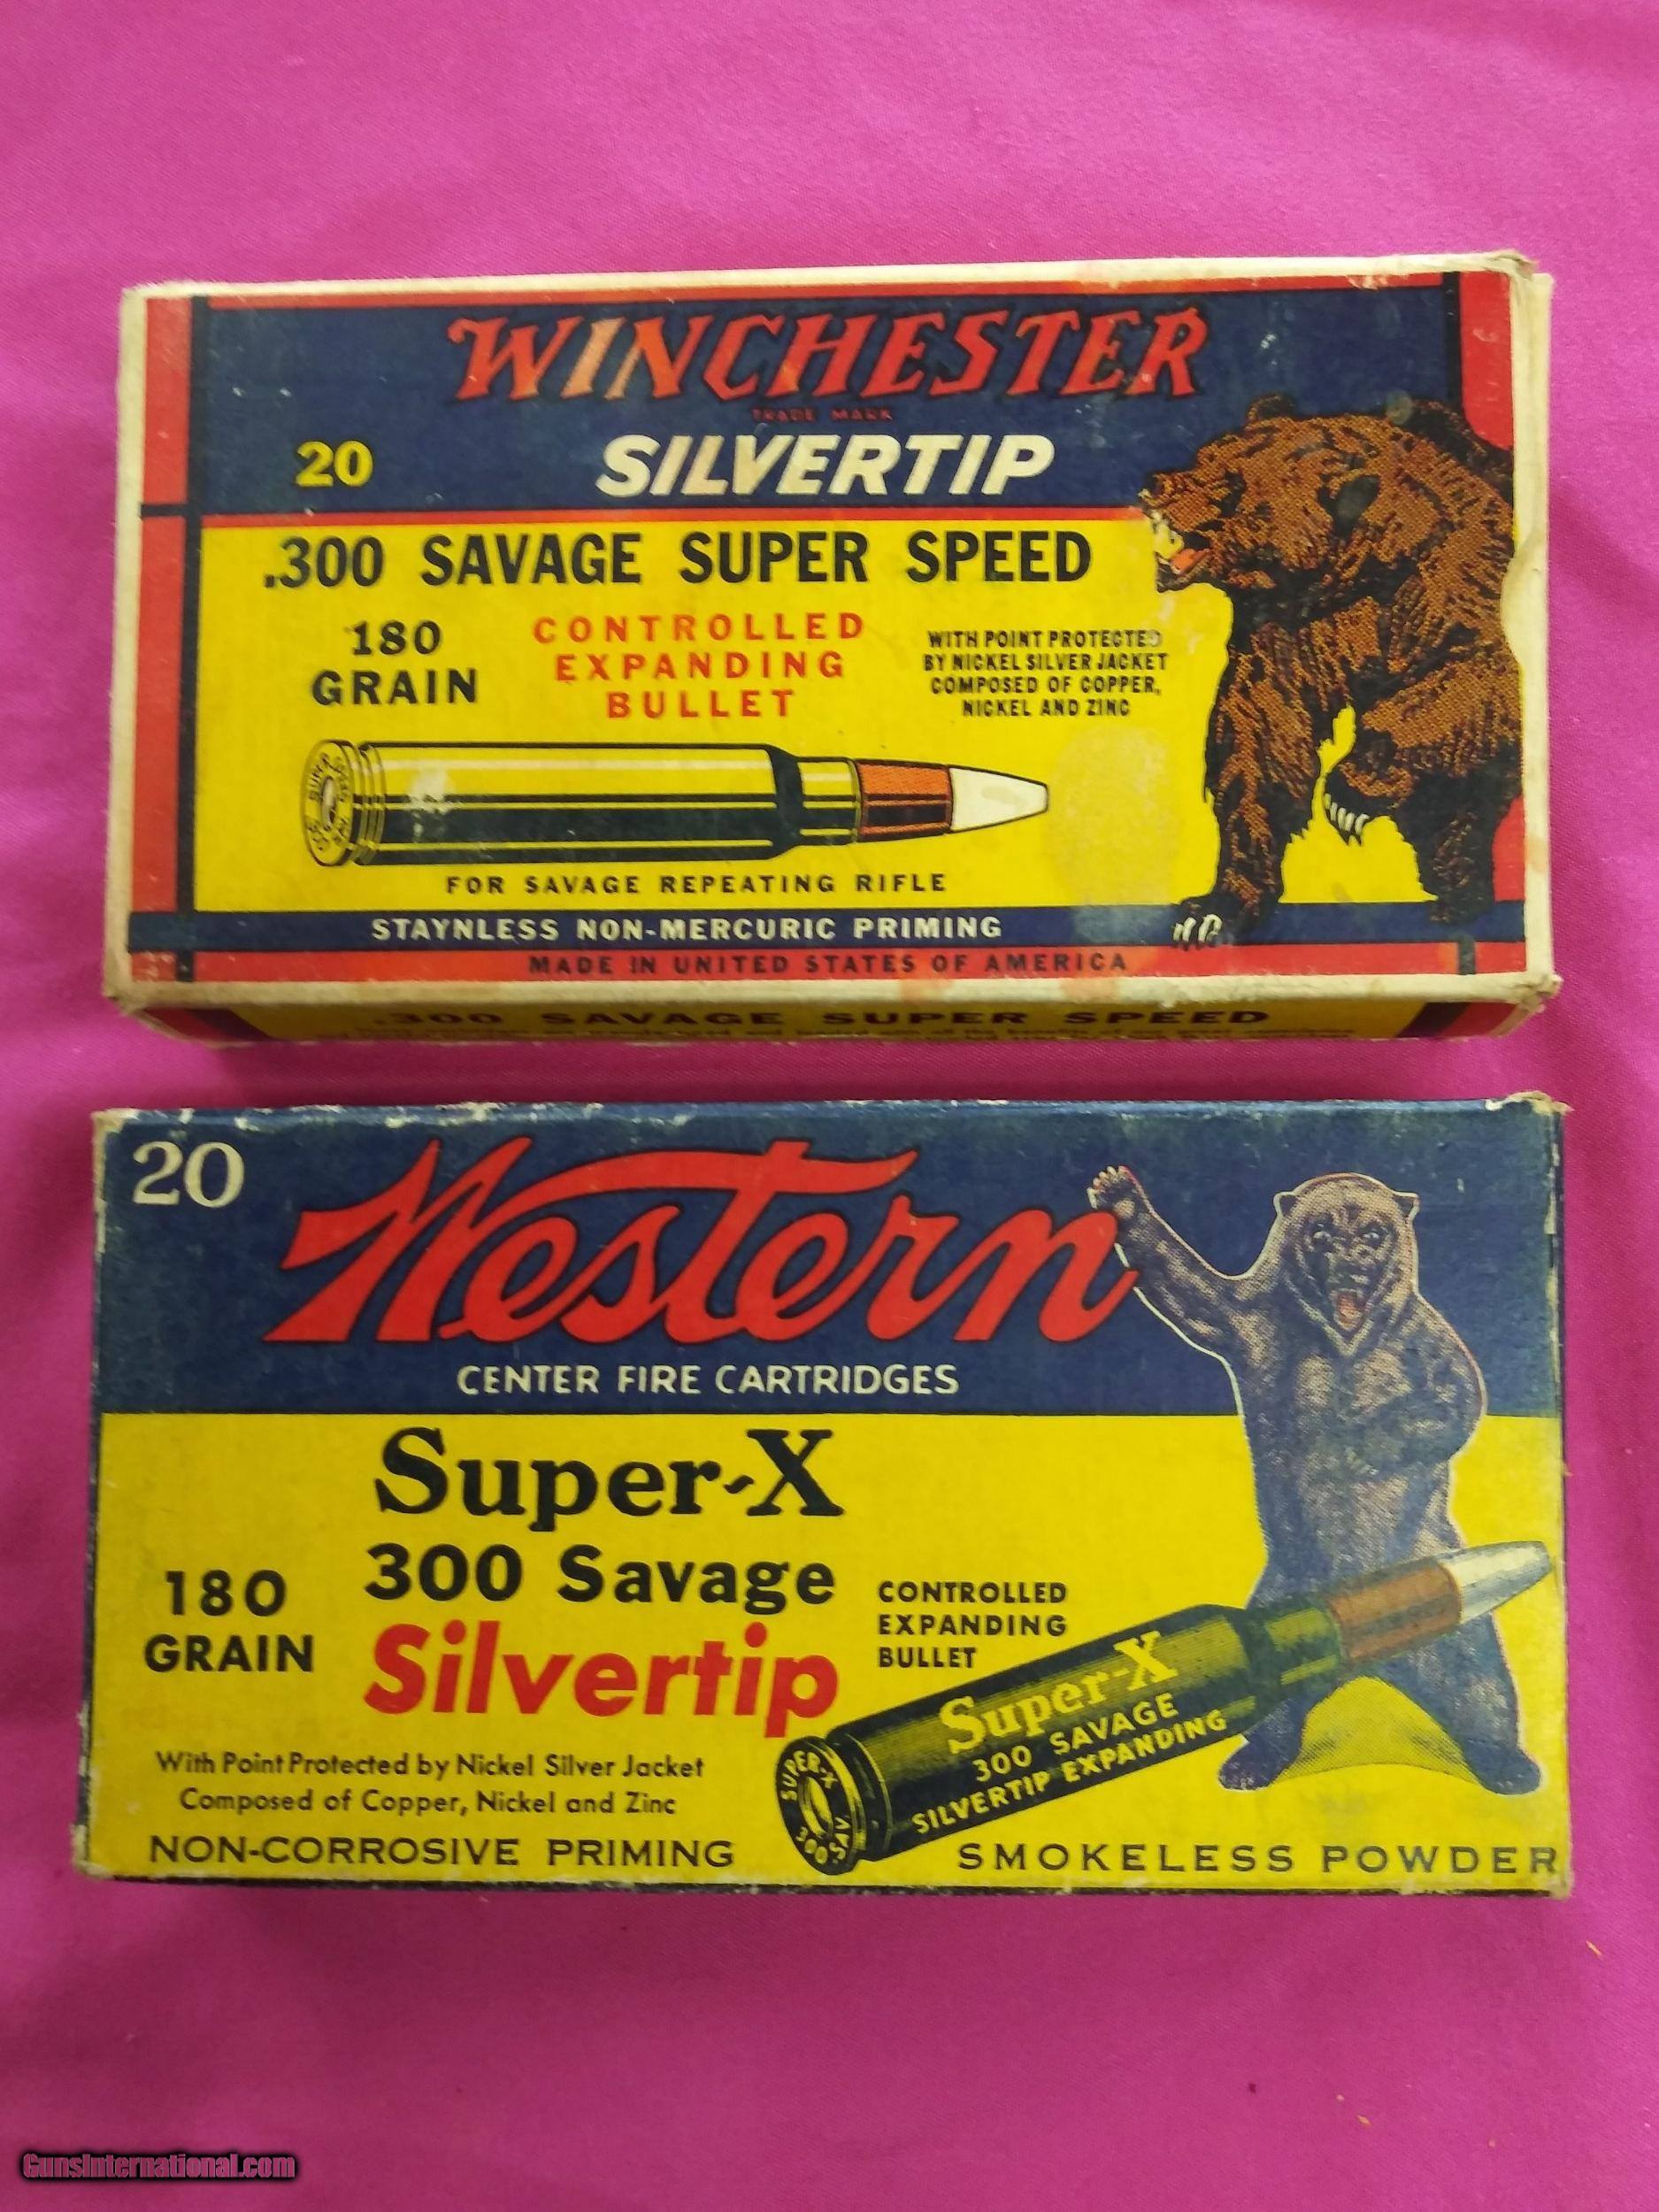 WINCHESTER
TRADE MARK
20 SILVERTIP
.300 SAVAGE SUPER SPEED
180
GRAIN
CONTROLLED
EXPANDING
BULLET
WITH POINT PROTECTED
BY NICKEL SILVER JACKET
COMPOSED OF COPPER,
NICKEL AND ZINC
FOR SAVAGE REPEATING RIFLE
STAYNLESS NON-MERCURIC PRIMING
MADE IN UNITED STATES OF AMERICA
.300 SAVAGE SUPER SPEED
20
Western
CENTER FIRE CARTRIDGES
Super-X
300 Savage
Silvertip
180
GRAIN
CONTROLLED
EXPANDING
BULLET
Super-X
300 SAVAGE
SILVERTIP EXPANDING
SUPER-X
300 SAV.
With Point Protected by Nickel Silver Jacket
Composed of Copper, Nickel and Zinc
NON-CORROSIVE PRIMING
SMOKELESS POWDER
GunsInternational.com